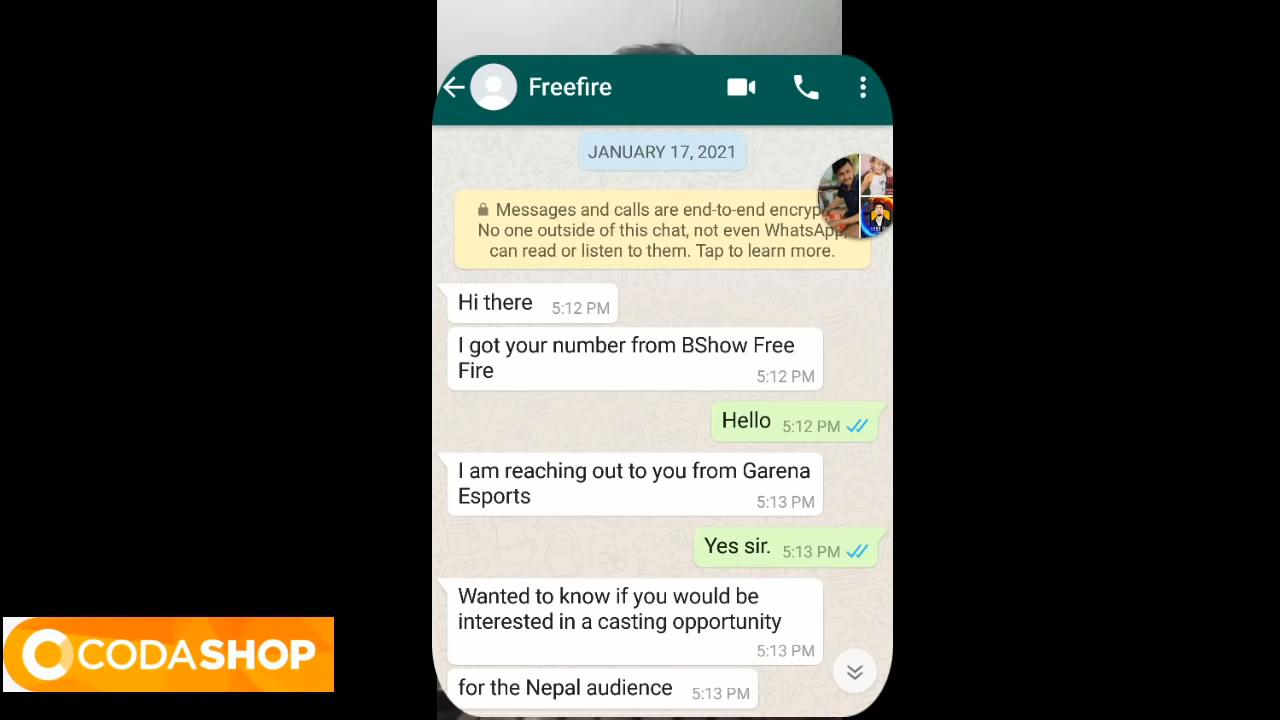 Freefire
JANUARY 17, 2021
Messages and calls are end-to-end
No one outside of this chat, not even WhatsApp,
can read or listen to them. Tap to learn more.
Hi there 5:12 PM
I got your number from BShow Free
Fire 5:12 PM
Hello 5:12 PM
I am reaching out to you from Garena
Esports 5:13 PM
Yes sir. 5:13 PM
Wanted to know if you would be
interested in a casting opportunity
5:13 PM
for the Nepal audience 5:13 PM
CODASHOP